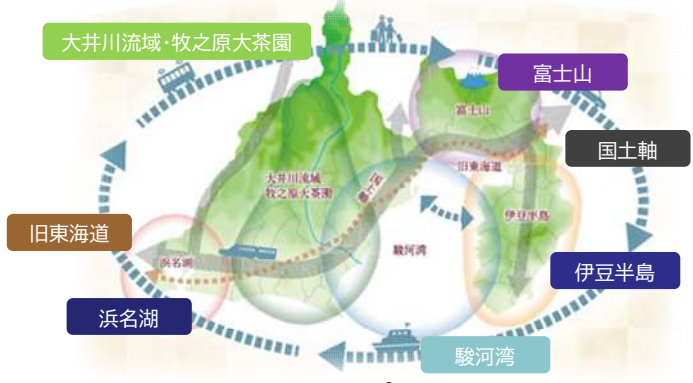 大井川流域・牧之原大茶園
富士山
富士山
国土軸
旧東海道
大井川流域
牧之原大茶園
国土軸
伊豆半島
旧東海道
駿河湾
浜名湖
伊豆半島
浜名湖
駿河湾